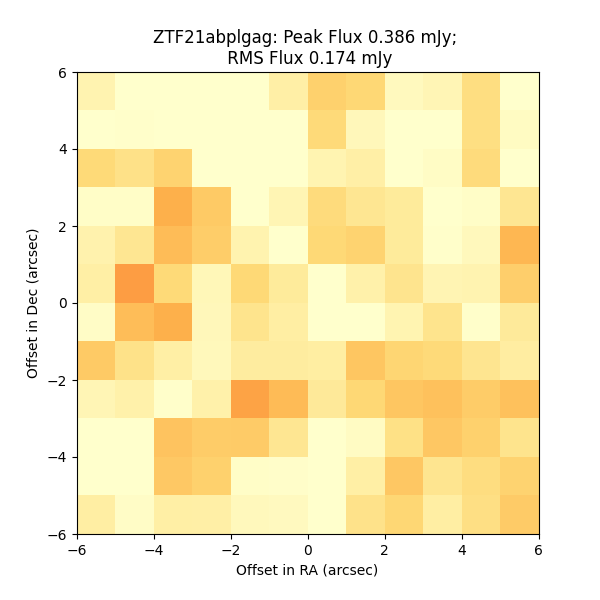 ZTF21abplgag: Peak Flux 0.386 mJy;
RMS Flux 0.174 mJy
6
4
2
0
−2
−4
−6
Offset in Dec (arcsec)
−6 −4 −2 0 2 4 6
Offset in RA (arcsec)